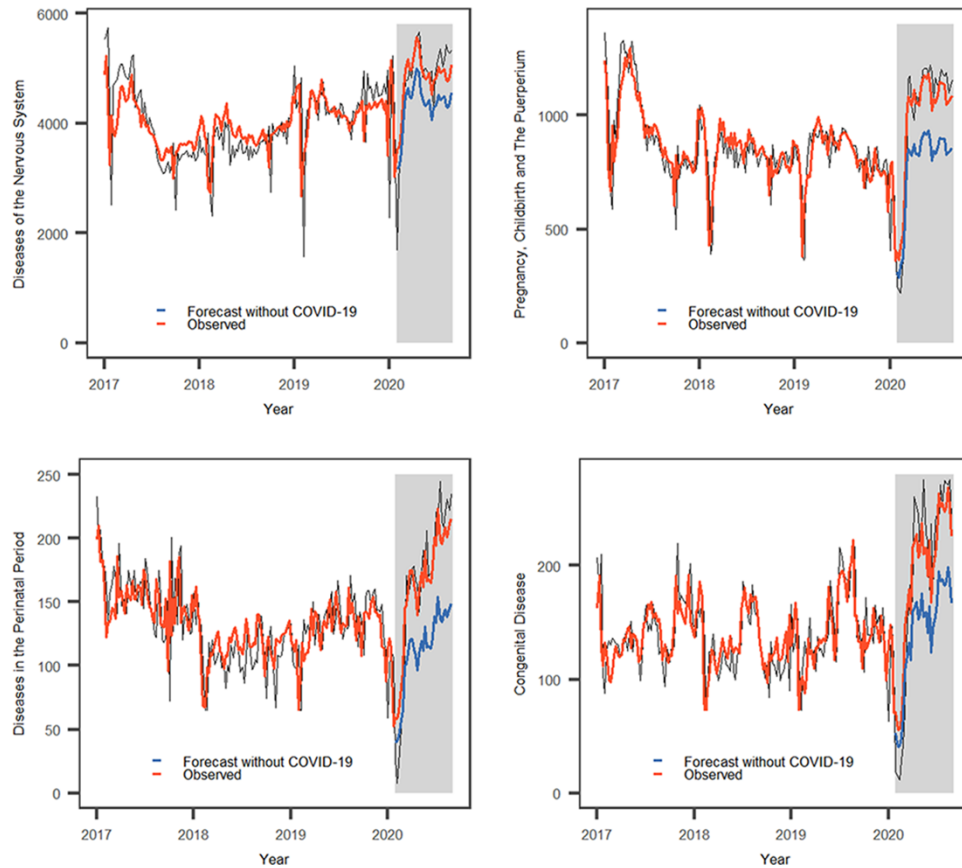 Diseases of the Nervous System
6000
4000
2000
0
Forecast without COVID-19
Observed
2017
2018
2019
2020
Year
Pregnancy, Childbirth and The Puerperium
1000
500
0
Forecast without COVID-19
Observed
2017
2018
2019
2020
Year
Diseases in the Perinatal Period
250
200
150
100
50
0
Forecast without COVID-19
Observed
2017
2018
2019
2020
Year
Congenital Disease
200
100
0
Forecast without COVID-19
Observed
2017
2018
2019
2020
Year